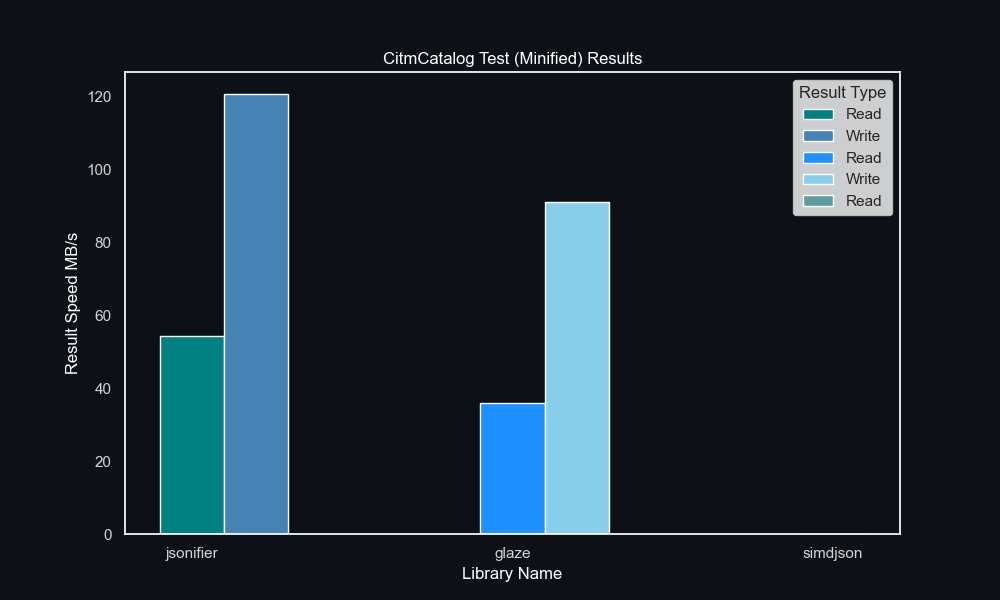 CitmCatalog Test (Minified) Results
Result Type
Read
Write
Read
Write
Read
Result Speed MB/s
120
100
80
60
40
20
0
jsonifier glaze simdjson
Library Name